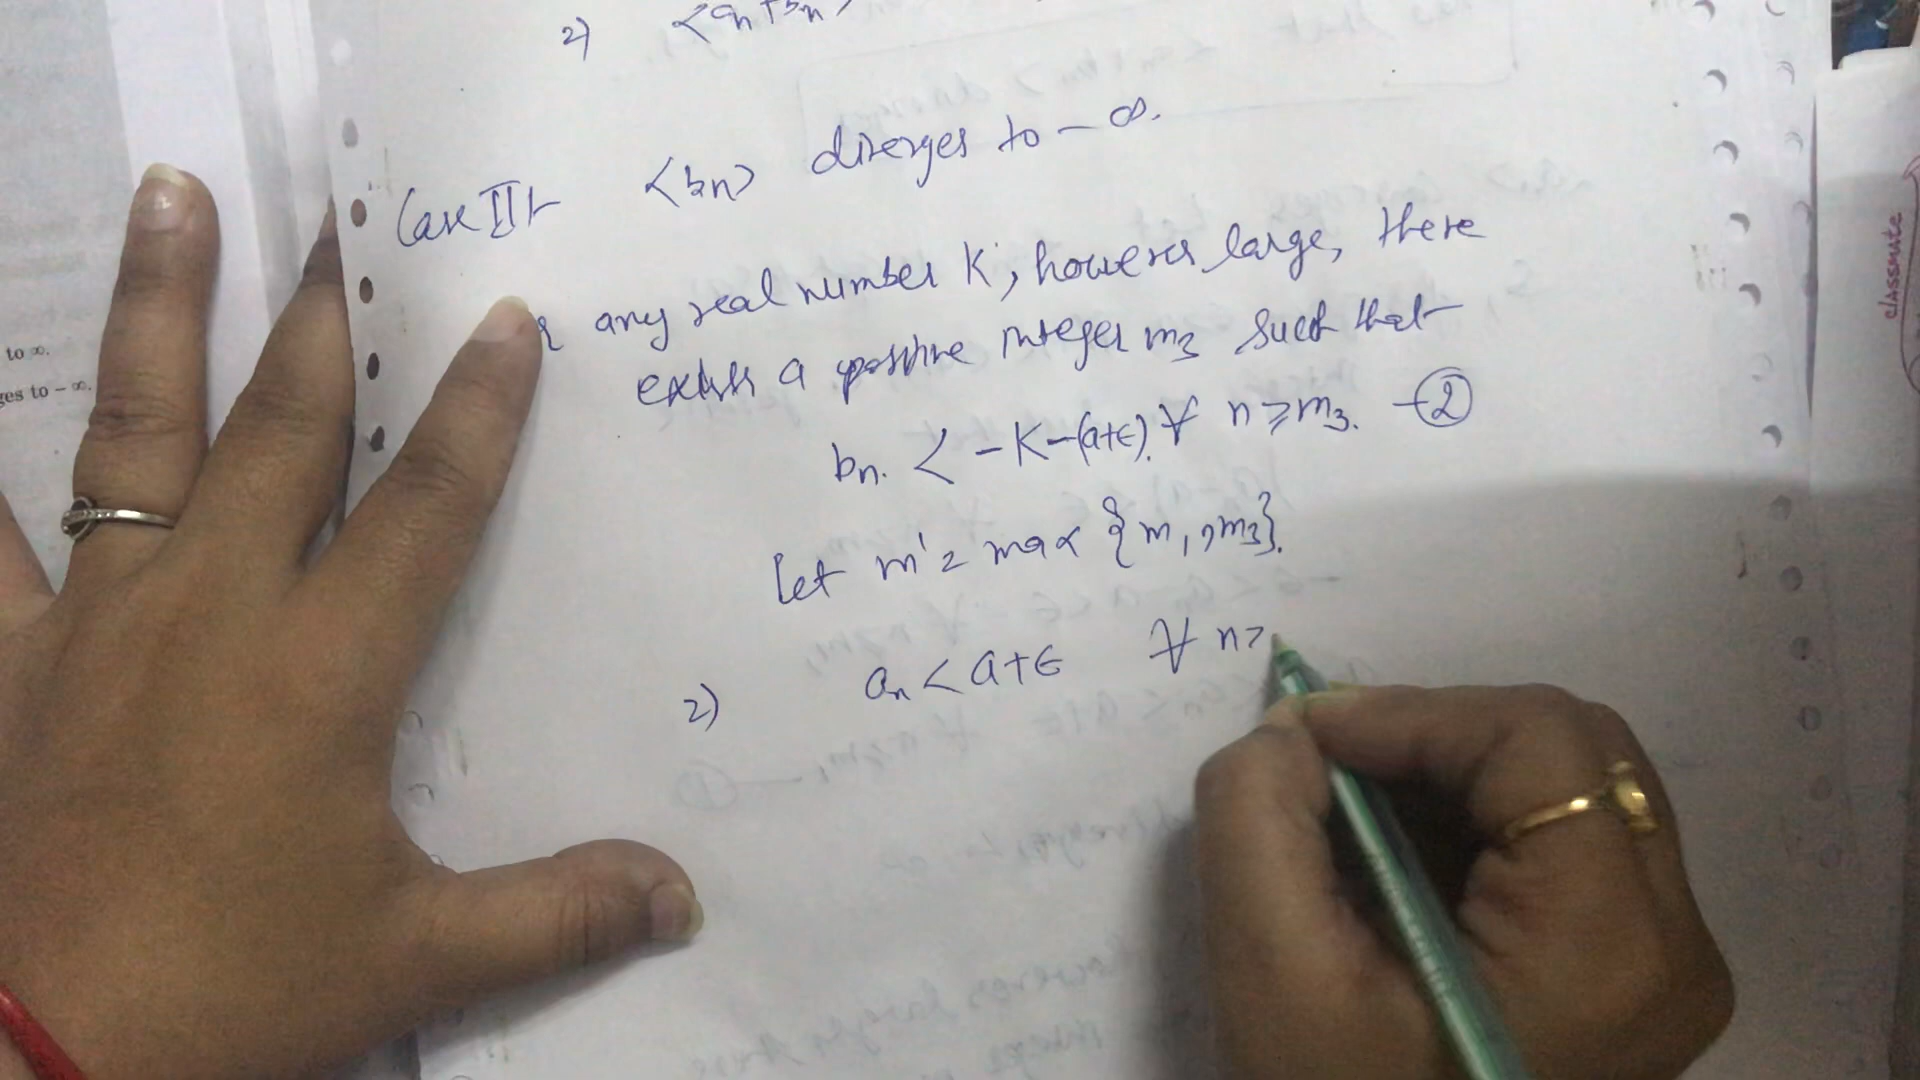 2) <an+bn>
Case II :- <bn> diverges to - ∞.
any real number K, however large, there
exists a positive integer m3 such that
bn. < -K-(a+ε). ∀ n ≥ m3. -②
Let m' = max {m1, m3}.
2) an < a+ε ∀ n ≥
to ∞.
ges to - ∞.
classmate